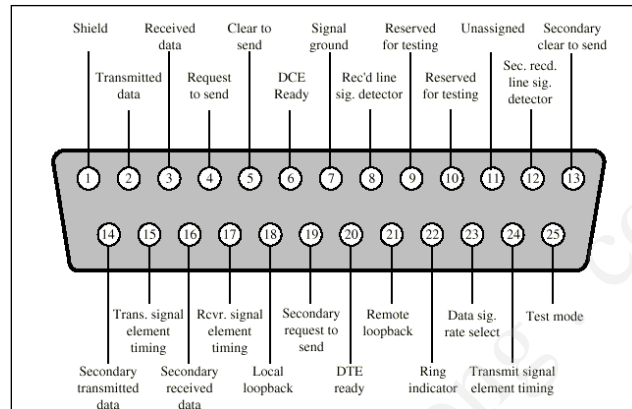 Shield
Received
data
Clear to
send
Signal
ground
Reserved
for testing
Unassigned
Secondary
clear to send
Transmitted
data
Request
to send
DCE
Ready
Rec'd line
sig. detector
Reserved
for testing
Sec. recd.
line sig.
detector
1 2 3 4 5 6 7 8 9 10 11 12 13
14 15 16 17 18 19 20 21 22 23 24 25
Trans. signal
element
timing
Rcvr. signal
element
timing
Secondary
request to
send
Remote
loopback
Data sig.
rate select
Test mode
Secondary
transmitted
data
Secondary
received
data
Local
loopback
DTE
ready
Ring
indicator
Transmit signal
element timing